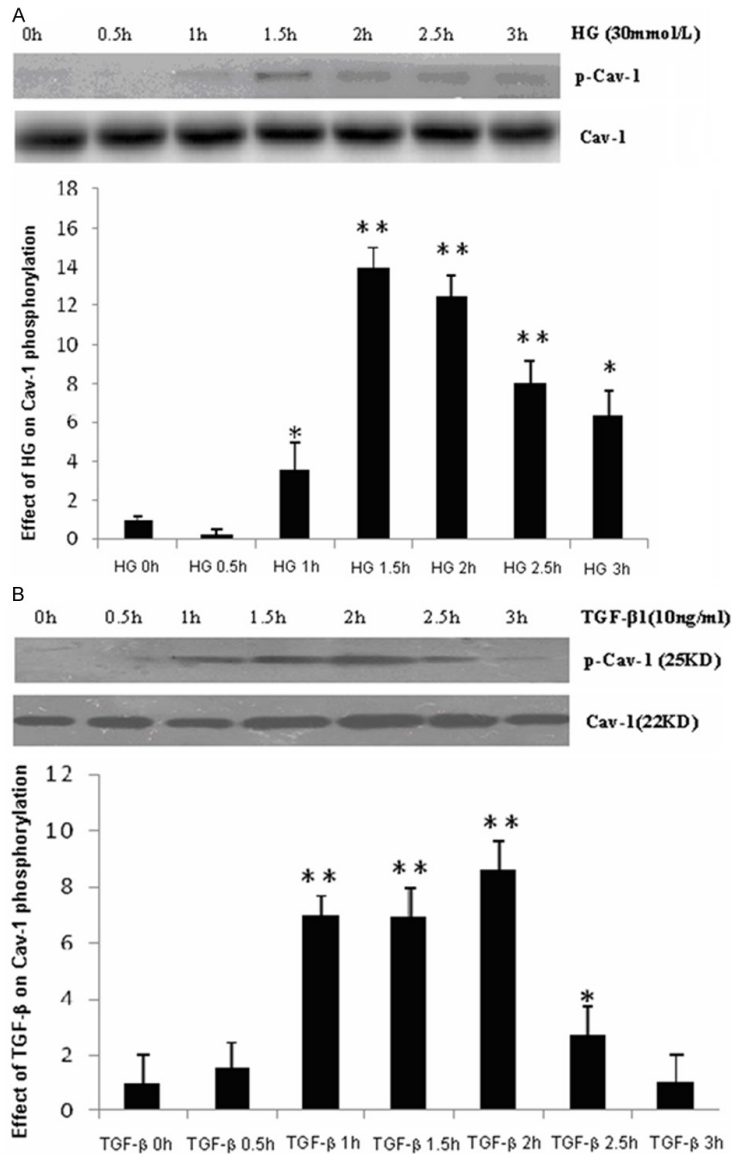 A
0h 0.5h 1h 1.5h 2h 2.5h 3h HG (30mmol/L)
p-Cav-1
Cav-1
Effect of HG on Cav-1 phosphorylation
18
16
14
12
10
8
6
4
2
0
*
**
**
**
*
HG 0h HG 0.5h HG 1h HG 1.5h HG 2h HG 2.5h HG 3h
B
0h 0.5h 1h 1.5h 2h 2.5h 3h TGF-β1(10ng/ml)
p-Cav-1 (25KD)
Cav-1(22KD)
Effect of TGF-β on Cav-1 phosphorylation
12
10
8
6
4
2
0
**
**
**
*
TGF-β 0h TGF-β 0.5h TGF-β 1h TGF-β 1.5h TGF-β 2h TGF-β 2.5h TGF-β 3h